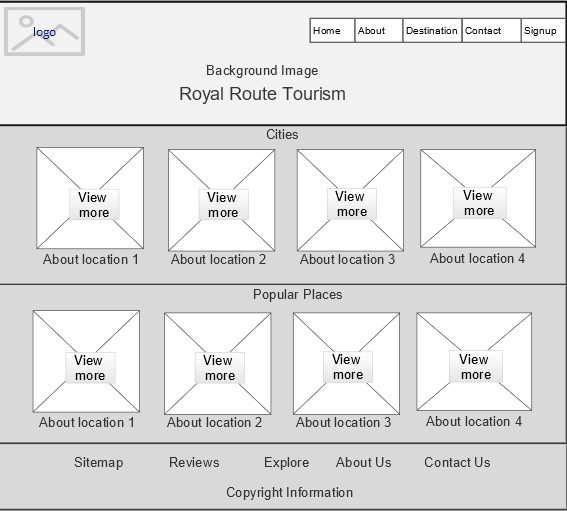 logo
Home About Destination Contact Signup
Background Image
Royal Route Tourism
Cities
View more View more View more View more
About location 1 About location 2 About location 3 About location 4
Popular Places
View more View more View more View more
About location 1 About location 2 About location 3 About location 4
Sitemap Reviews Explore About Us Contact Us
Copyright Information